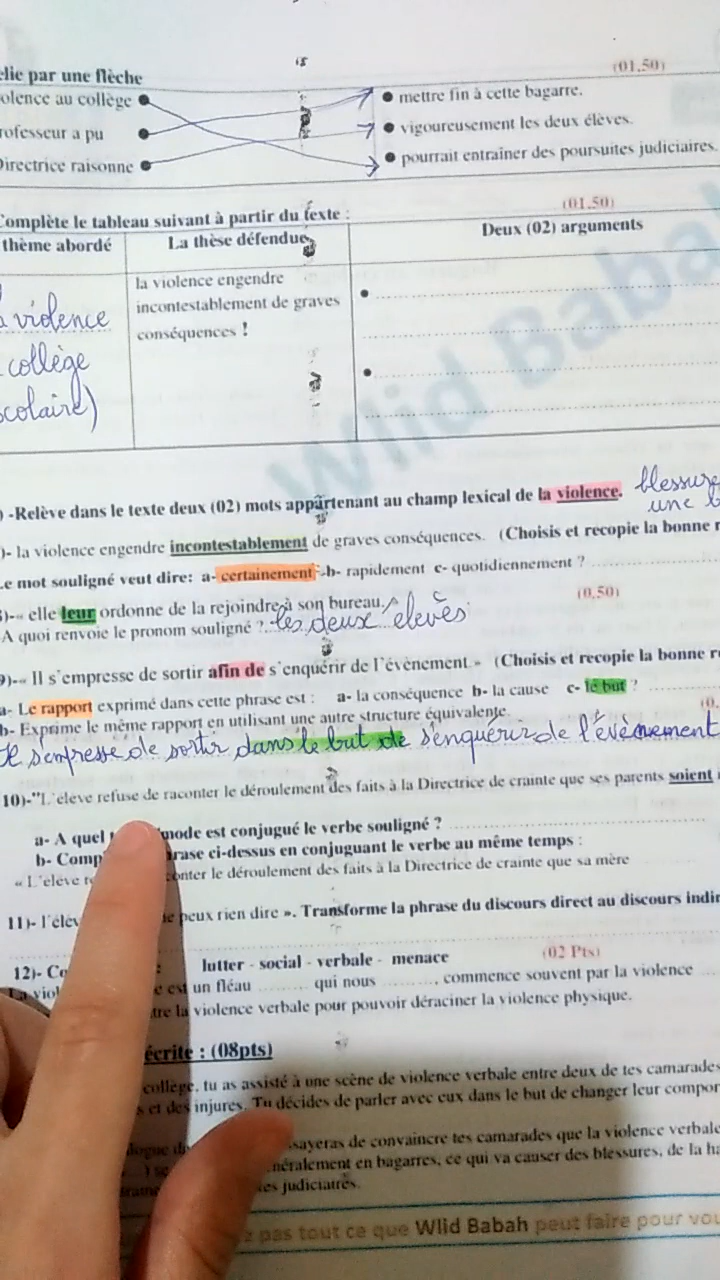 elie par une flèche (01,50)
olence au collège ● ● mettre fin à cette bagarre.
rofesseur a pu ● ● vigoureusement les deux élèves.
Directrice raisonne ● ● pourrait entraîner des poursuites judiciaires.
Complète le tableau suivant à partir du texte : (01,50)
thème abordé La thèse défendue Deux (02) arguments
la violence engendre
incontestablement de graves
conséquences !
violence
collège
scolaire)
Wlid Babah
)-Relève dans le texte deux (02) mots appartenant au champ lexical de la violence. blessure
une
)- la violence engendre incontestablement de graves conséquences. (Choisis et recopie la bonne r
Le mot souligné veut dire: a- certainement -b- rapidement c- quotidiennement ?
)-« elle leur ordonne de la rejoindre à son bureau. (0,50)
A quoi renvoie le pronom souligné ? les deux elevès
9)-« Il s'empresse de sortir afin de s'enquérir de l'évènement.» (Choisis et recopie la bonne r
a- Le rapport exprimé dans cette phrase est : a- la conséquence b- la cause c- le but ?
b- Exprime le même rapport en utilisant une autre structure équivalente. (0.
s'empresse de sortir dans le but de s'enquérir de l'évènement
10)-"L'élève refuse de raconter le déroulement des faits à la Directrice de crainte que ses parents soient
a- A quel mode est conjugué le verbe souligné ?
b- Comp rase ci-dessus en conjuguant le verbe au même temps :
« L'élève r conter le déroulement des faits à la Directrice de crainte que sa mère
11)- l'élèv e peux rien dire ». Transforme la phrase du discours direct au discours indir
12)- Co : lutter - social - verbale - menace (02 Pts)
La viol e est un fléau ......... qui nous ........., commence souvent par la violence ...
tre la violence verbale pour pouvoir déraciner la violence physique.
écrite : (08pts)
collège, tu as assisté à une scène de violence verbale entre deux de tes camarades
s et des injures. Tu décides de parler avec eux dans le but de changer leur compor
logue d sayeras de convaincre tes camarades que la violence verbale
) se néralement en bagarres, ce qui va causer des blessures, de la ha
traîne es judiciaires.
z pas tout ce que Wlid Babah peut faire pour vou